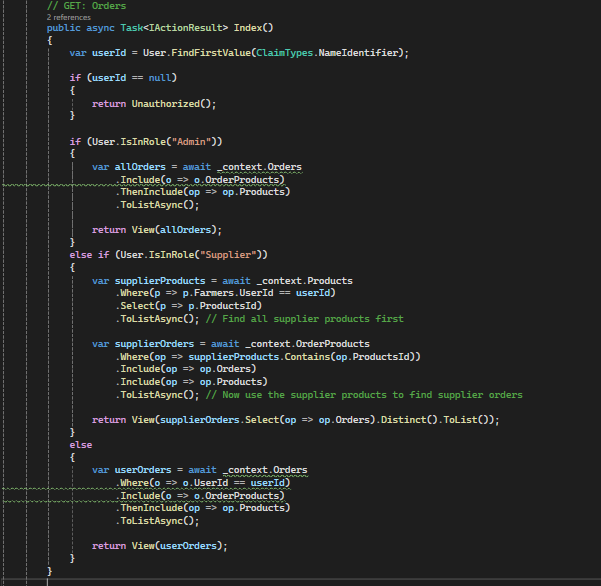 // GET: Orders
2 references
public async Task<IActionResult> Index()
{
var userId = User.FindFirstValue(ClaimTypes.NameIdentifier);
if (userId == null)
{
return Unauthorized();
}
if (User.IsInRole("Admin"))
{
var allOrders = await _context.Orders
.Include(o => o.OrderProducts)
.ThenInclude(op => op.Products)
.ToListAsync();
return View(allOrders);
}
else if (User.IsInRole("Supplier"))
{
var supplierProducts = await _context.Products
.Where(p => p.Farmers.UserId == userId)
.Select(p => p.ProductsId)
.ToListAsync(); // Find all supplier products first
var supplierOrders = await _context.OrderProducts
.Where(op => supplierProducts.Contains(op.ProductsId))
.Include(op => op.Orders)
.Include(op => op.Products)
.ToListAsync(); // Now use the supplier products to find supplier orders
return View(supplierOrders.Select(op => op.Orders).Distinct().ToList());
}
else
{
var userOrders = await _context.Orders
.Where(o => o.UserId == userId)
.Include(o => o.OrderProducts)
.ThenInclude(op => op.Products)
.ToListAsync();
return View(userOrders);
}
}